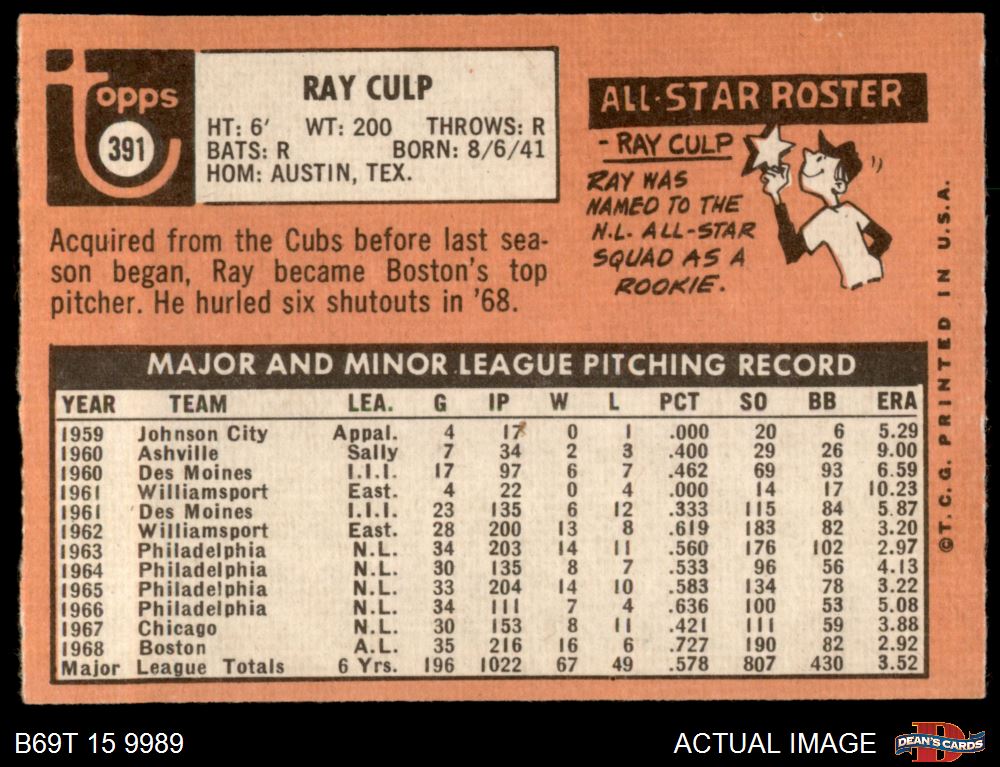 Topps
391
RAY CULP
HT: 6' WT: 200 THROWS: R
BATS: R BORN: 8/6/41
HOM: AUSTIN, TEX.
ALL-STAR ROSTER
- RAY CULP
RAY WAS
NAMED TO THE
N.L. ALL-STAR
SQUAD AS A
ROOKIE.
Acquired from the Cubs before last sea-
son began, Ray became Boston's top
pitcher. He hurled six shutouts in '68.
MAJOR AND MINOR LEAGUE PITCHING RECORD
YEAR TEAM LEA. G IP W L PCT SO BB ERA
1959 Johnson City Appal. 4 17 0 1 .000 20 6 5.29
1960 Ashville Sally 7 34 2 3 .400 29 26 9.00
1960 Des Moines I.I.I. 17 97 6 7 .462 69 93 6.59
1961 Williamsport East. 4 22 0 4 .000 14 17 10.23
1961 Des Moines I.I.I. 23 135 6 12 .333 115 84 5.87
1962 Williamsport East. 28 200 13 8 .619 183 82 3.20
1963 Philadelphia N.L. 34 203 14 11 .560 176 102 2.97
1964 Philadelphia N.L. 30 135 8 7 .533 96 56 4.13
1965 Philadelphia N.L. 33 204 14 10 .583 134 78 3.22
1966 Philadelphia N.L. 34 111 7 4 .636 100 53 5.08
1967 Chicago N.L. 30 153 8 11 .421 111 59 3.88
1968 Boston A.L. 35 216 16 6 .727 190 82 2.92
Major League Totals 6 Yrs. 196 1022 67 49 .578 807 430 3.52
©T.C.G. PRINTED IN U.S.A.
B69T 15 9989
ACTUAL IMAGE
DEAN'S CARDS